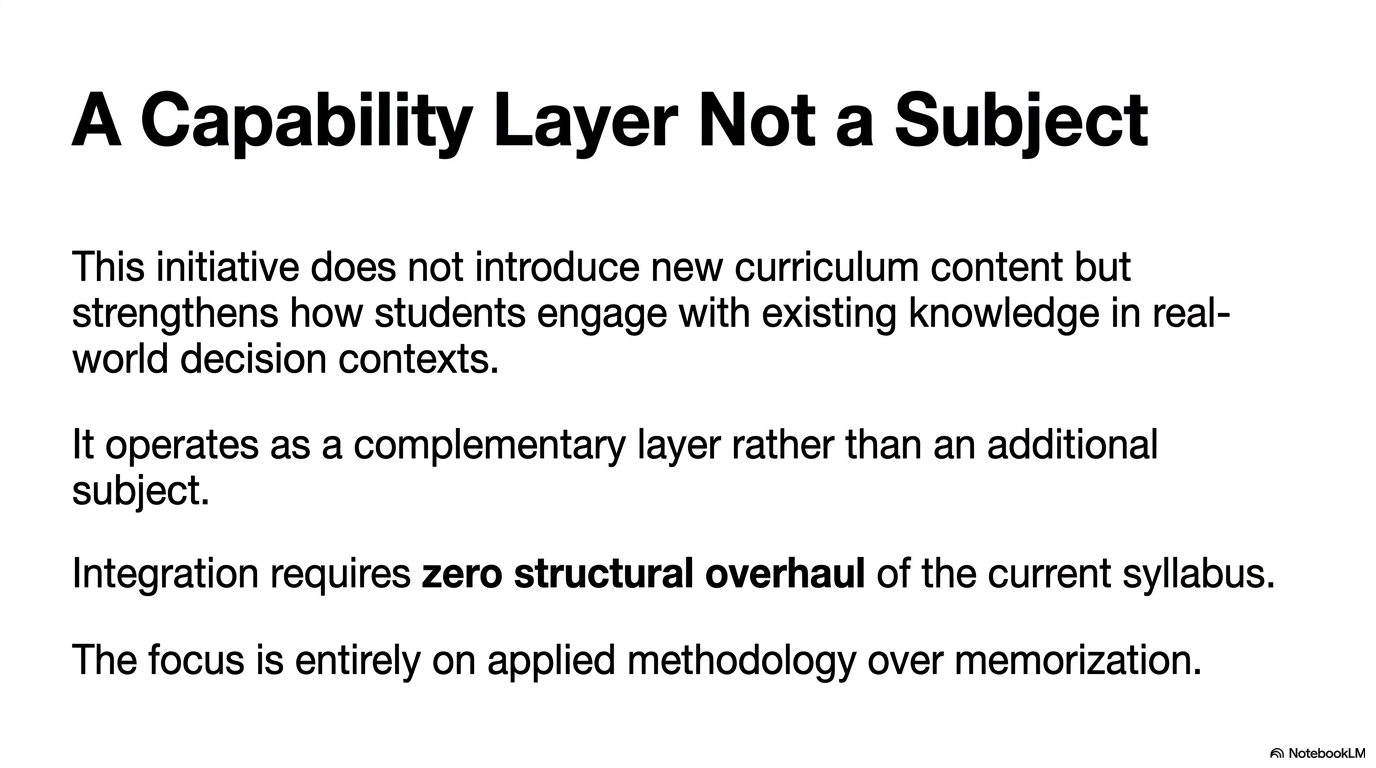 A Capability Layer Not a Subject
This initiative does not introduce new curriculum content but
strengthens how students engage with existing knowledge in real-
world decision contexts.
It operates as a complementary layer rather than an additional
subject.
Integration requires zero structural overhaul of the current syllabus.
The focus is entirely on applied methodology over memorization.
NotebookLM